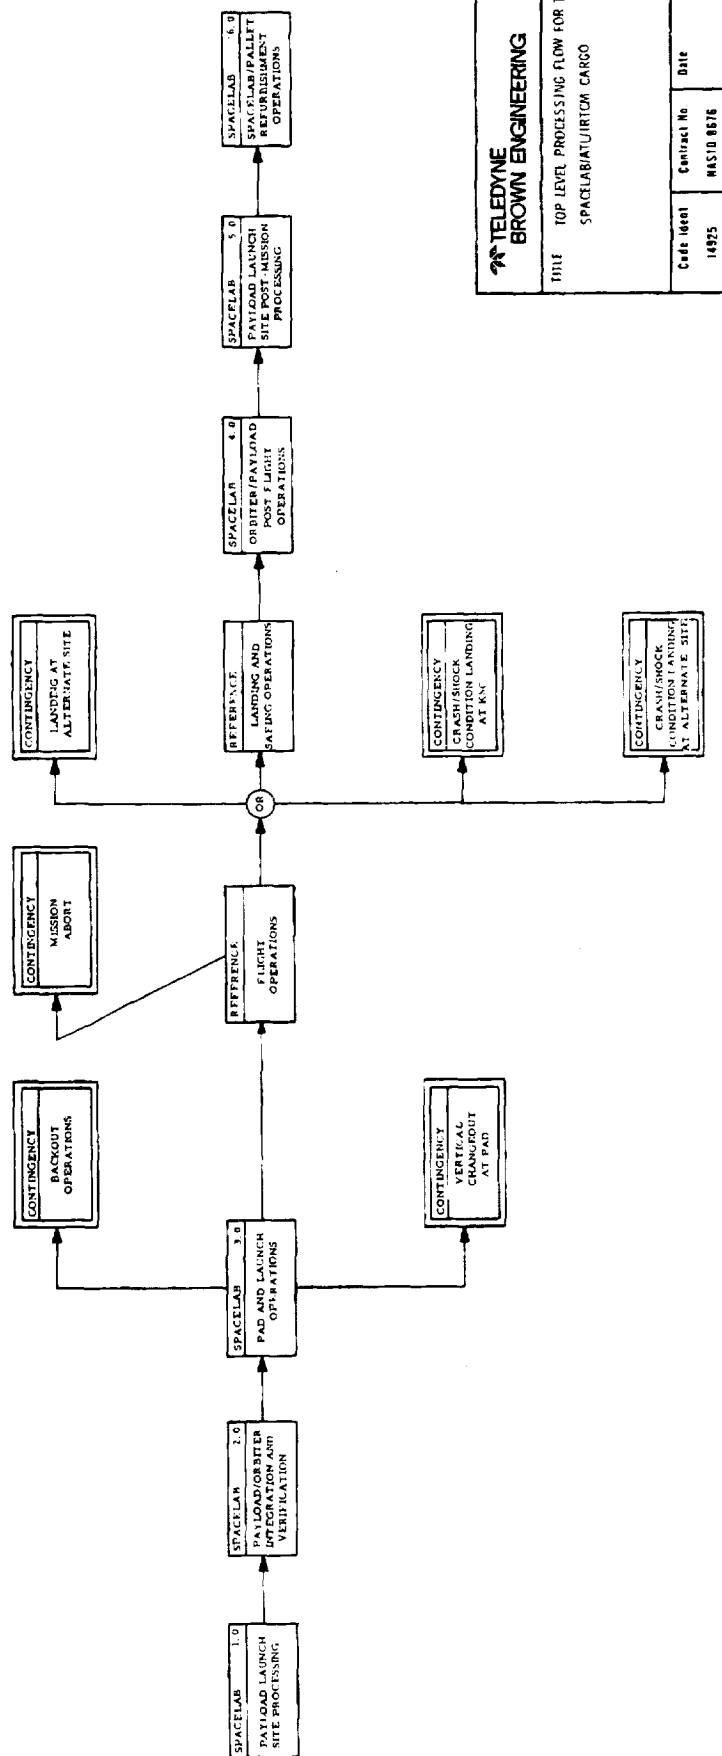 SPACELAB 1.0
PAYLOAD LAUNCH
SITE PROCESSING
SPACELAB 2.0
PAYLOAD/ORBITER
INTEGRATION AND
VERIFICATION
SPACELAB 3.0
PAD AND LAUNCH
OPERATIONS
CONTINGENCY
BACKOUT
OPERATIONS
CONTINGENCY
VERTICAL
CHANGEOUT
AT PAD
REFERENCE
FLIGHT
OPERATIONS
CONTINGENCY
MISSION
ABORT
OR
CONTINGENCY
LANDING AT
ALTERNATE SITE
REFERENCE
LANDING AND
SAFING OPERATIONS
CONTINGENCY
CRASH/SHOCK
CONDITION LANDING
AT KSC
CONTINGENCY
CRASH/SHOCK
CONDITION LANDING
AT ALTERNATE SITE
SPACELAB 4.0
ORBITER/PAYLOAD
POST FLIGHT
OPERATIONS
SPACELAB 5.0
PAYLOAD LAUNCH
SITE POST-MISSION
PROCESSING
SPACELAB 6.0
SPACELAB/PALLET
REFURBISHMENT
OPERATIONS
TELEDYNE
BROWN ENGINEERING
TITLE TOP LEVEL PROCESSING FLOW FOR
SPACELAB/ATL/IRTCM CARGO
Code Ident Contract No. Date
14925 NAS10 8676